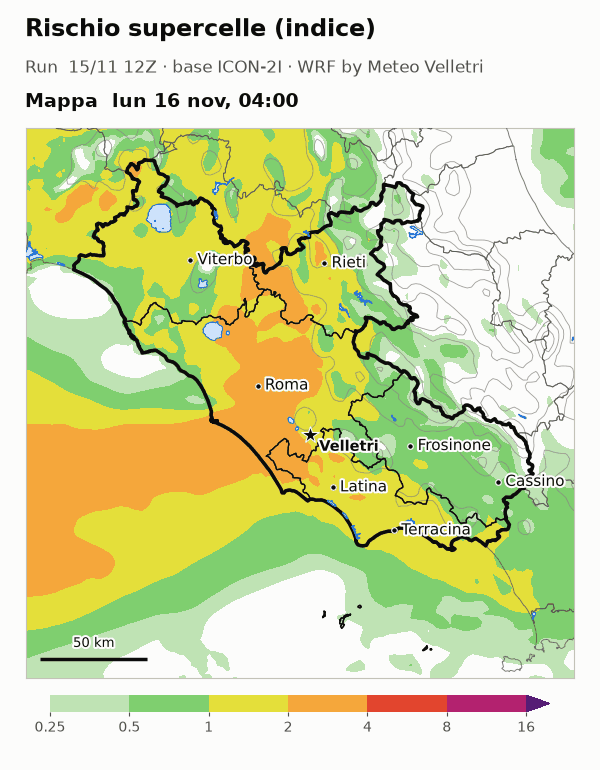 Rischio supercelle (indice)
Run  15/11 12Z · base ICON-2I · WRF by Meteo Velletri
Mappa  lun 16 nov, 04:00
Viterbo
Rieti
Roma
Velletri
Frosinone
Cassino
Latina
Terracina
50 km
0.25 0.5 1 2 4 8 16